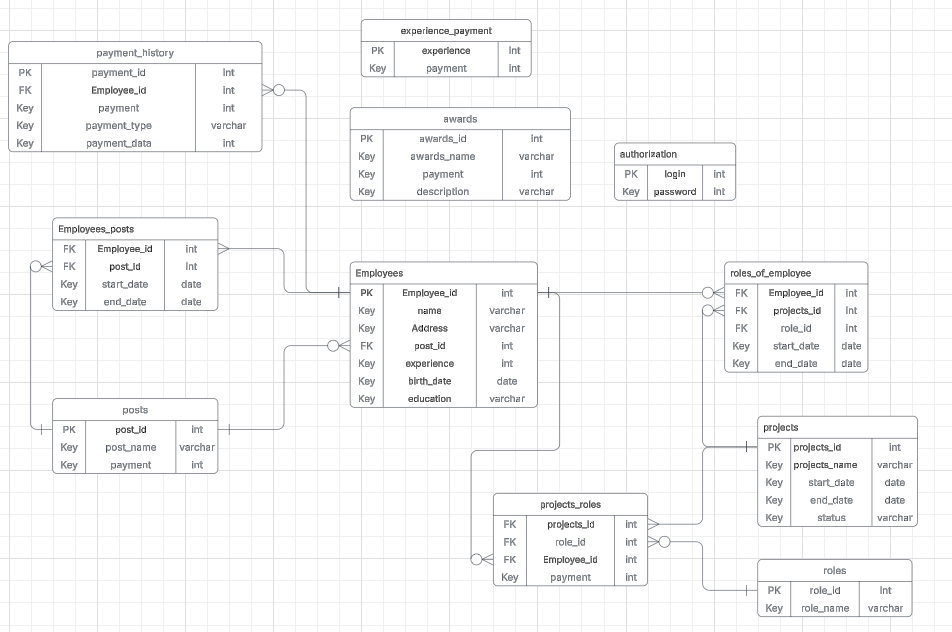 experience_payment
PK experience int
Key payment int
payment_history
PK payment_id int
FK Employee_id int
Key payment int
Key payment_type varchar
Key payment_data int
awards
PK awards_id int
Key awards_name varchar
Key payment int
Key description varchar
authorization
PK login int
Key password int
Employees_posts
FK Employee_id int
FK post_id int
Key start_date date
Key end_date date
Employees
PK Employee_id int
Key name varchar
Key Address varchar
FK post_id int
Key experience int
Key birth_date date
Key education varchar
roles_of_employee
FK Employee_id int
FK projects_id int
FK role_id int
Key start_date date
Key end_date date
posts
PK post_id int
Key post_name varchar
Key payment int
projects
PK projects_id int
Key projects_name varchar
Key start_date date
Key end_date date
Key status varchar
projects_roles
FK projects_id int
FK role_id int
FK Employee_id int
Key payment int
roles
PK role_id int
Key role_name varchar